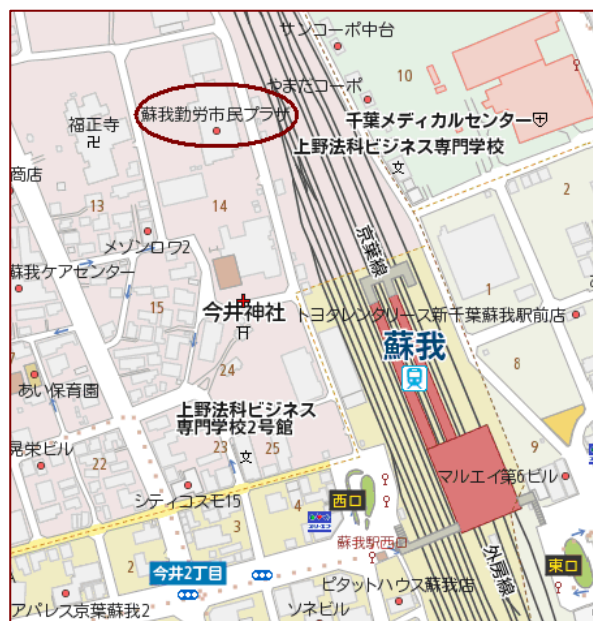 サンコーポ中台
やまだコーポ
10
蘇我勤労市民プラザ
千葉メディカルセンター
福正寺
上野法科ビジネス専門学校
文
商店
13
14
2
京葉線
メゾンロワ2
蘇我ケアセンター
15
1
今井神社
トヨタレンタリース新千葉蘇我駅前店
蘇我
24
8
あい保育園
上野法科ビジネス
専門学校2号館
晃栄ビル
22
23
文
25
9
マルエイ第6ビル
シティコスモ15
4
西口
3
蘇我駅西口
外房線
東口
2
今井2丁目
ピタットハウス蘇我店
アパレス京葉蘇我2
ソネビル